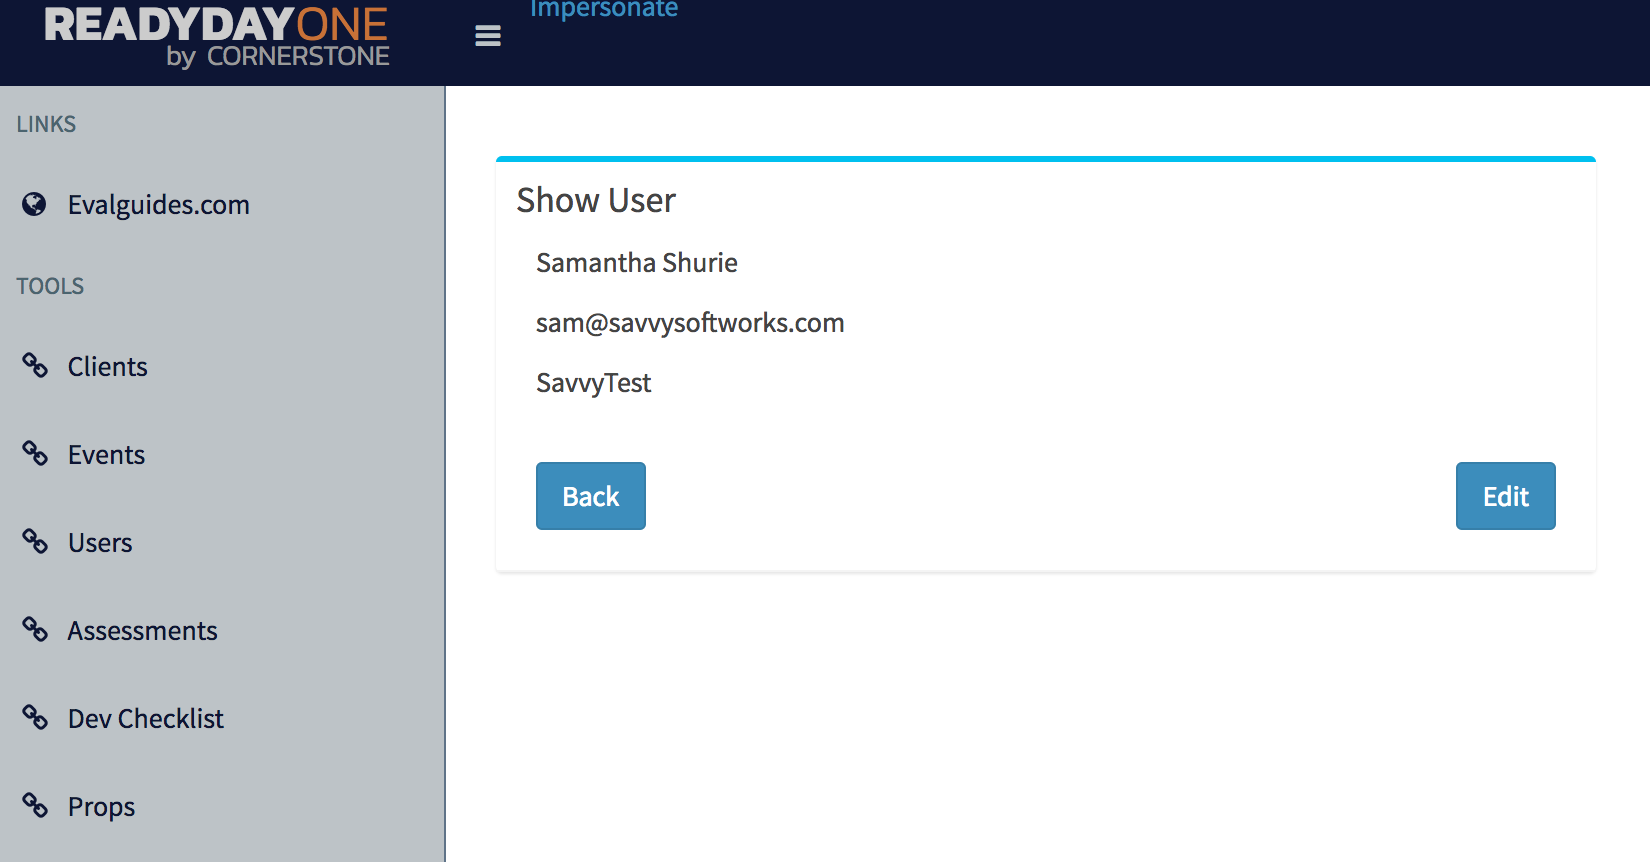 READYDAYONE
by CORNERSTONE
Impersonate
LINKS
Evalguides.com
TOOLS
Clients
Events
Users
Assessments
Dev Checklist
Props
Show User
Samantha Shurie
sam@savvysoftworks.com
SavvyTest
Back
Edit